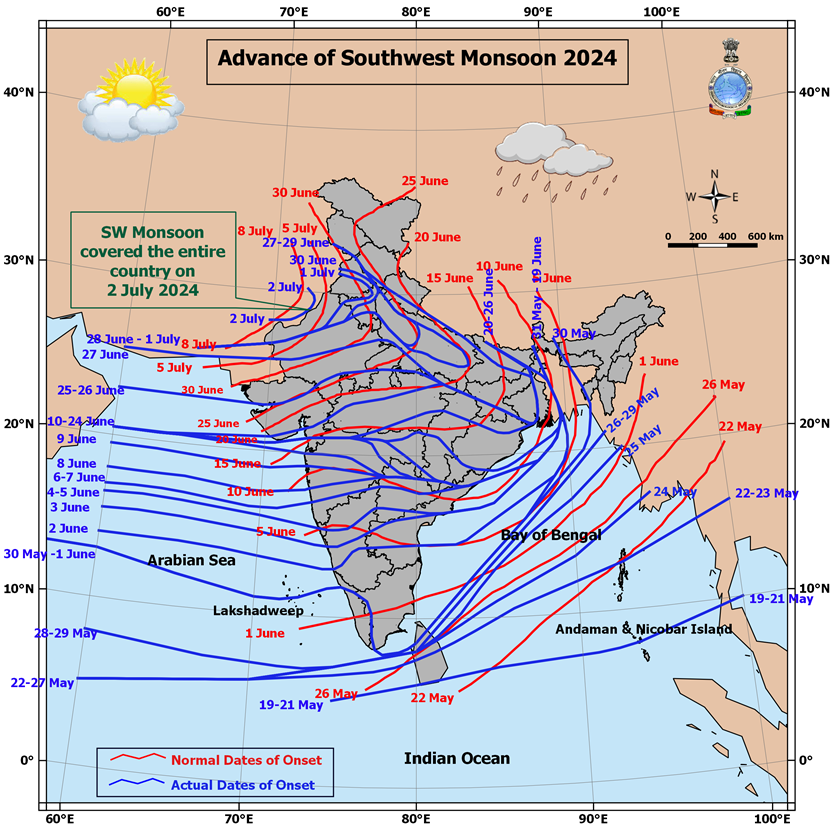 60°E 70°E 80°E 90°E 100°E
Advance of Southwest Monsoon 2024
40°N 40°N
N
W E
S
0 200 400 600 km
25 June
30 June
20 June
8 July 5 July
27-29 June
SW Monsoon
covered the entire
country on
2 July 2024
30°N 30°N
30 June
1 July
15 June 10 June
2 July
2 July
20-26 June
31 May - 19 June
30 May
28 June - 1 July
8 July
27 June
5 July
1 June
25-26 June
30 June
26 May
10-24 June
25 June
20°N 20°N
26-29 May
25 May
22 May
9 June
8 June
15 June
6-7 June
4-5 June
10 June
24 May
22-23 May
3 June
2 June
5 June
Bay of Bengal
30 May -1 June
Arabian Sea
10°N 10°N
19-21 May
Lakshadweep
1 June
Andaman & Nicobar Island
28-29 May
22-27 May
26 May
22 May
19-21 May
0° 0°
Normal Dates of Onset
Actual Dates of Onset
Indian Ocean
60°E 70°E 80°E 90°E 100°E